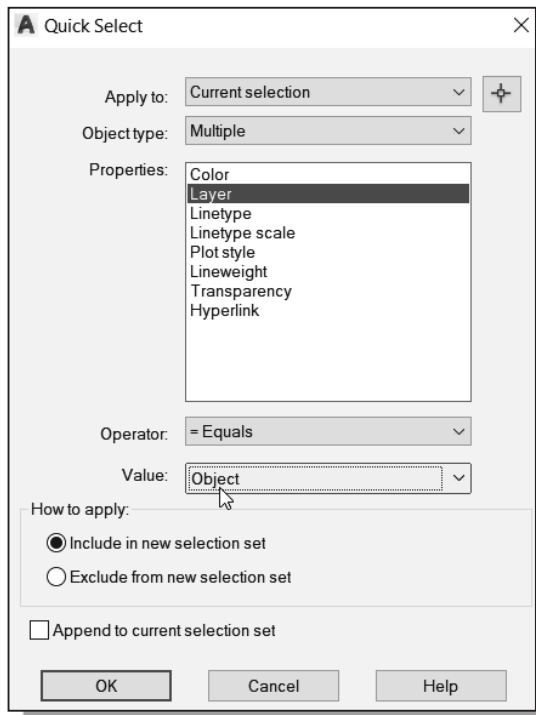 Quick Select
Apply to: Current selection
Object type: Multiple
Properties: Color
Layer
Linetype
Linetype scale
Plot style
Lineweight
Transparency
Hyperlink
Operator: = Equals
Value: Object
How to apply:
Include in new selection set
Exclude from new selection set
Append to current selection set
OK Cancel Help